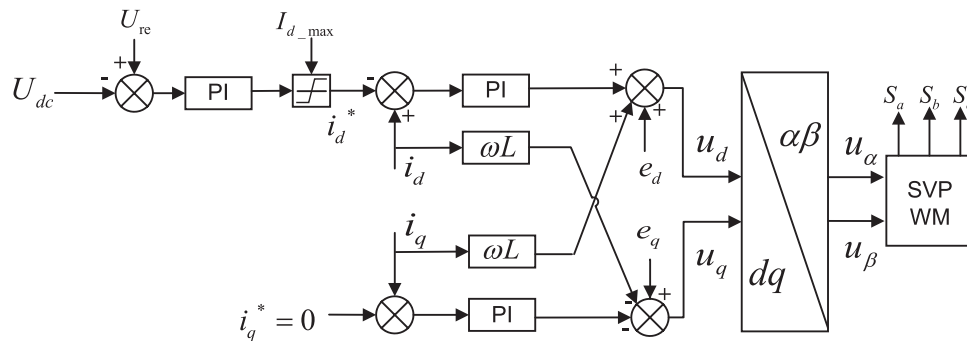 U_re
I_d_max
+
-
U_dc
PI
i_d*
-
+
PI
+
+
+
e_d
i_d
ωL
u_d
αβ
u_α
S_a
S_b
S
SVP
WM
i_q
ωL
e_q
u_q
dq
u_β
i_q* = 0
PI
-
-
+